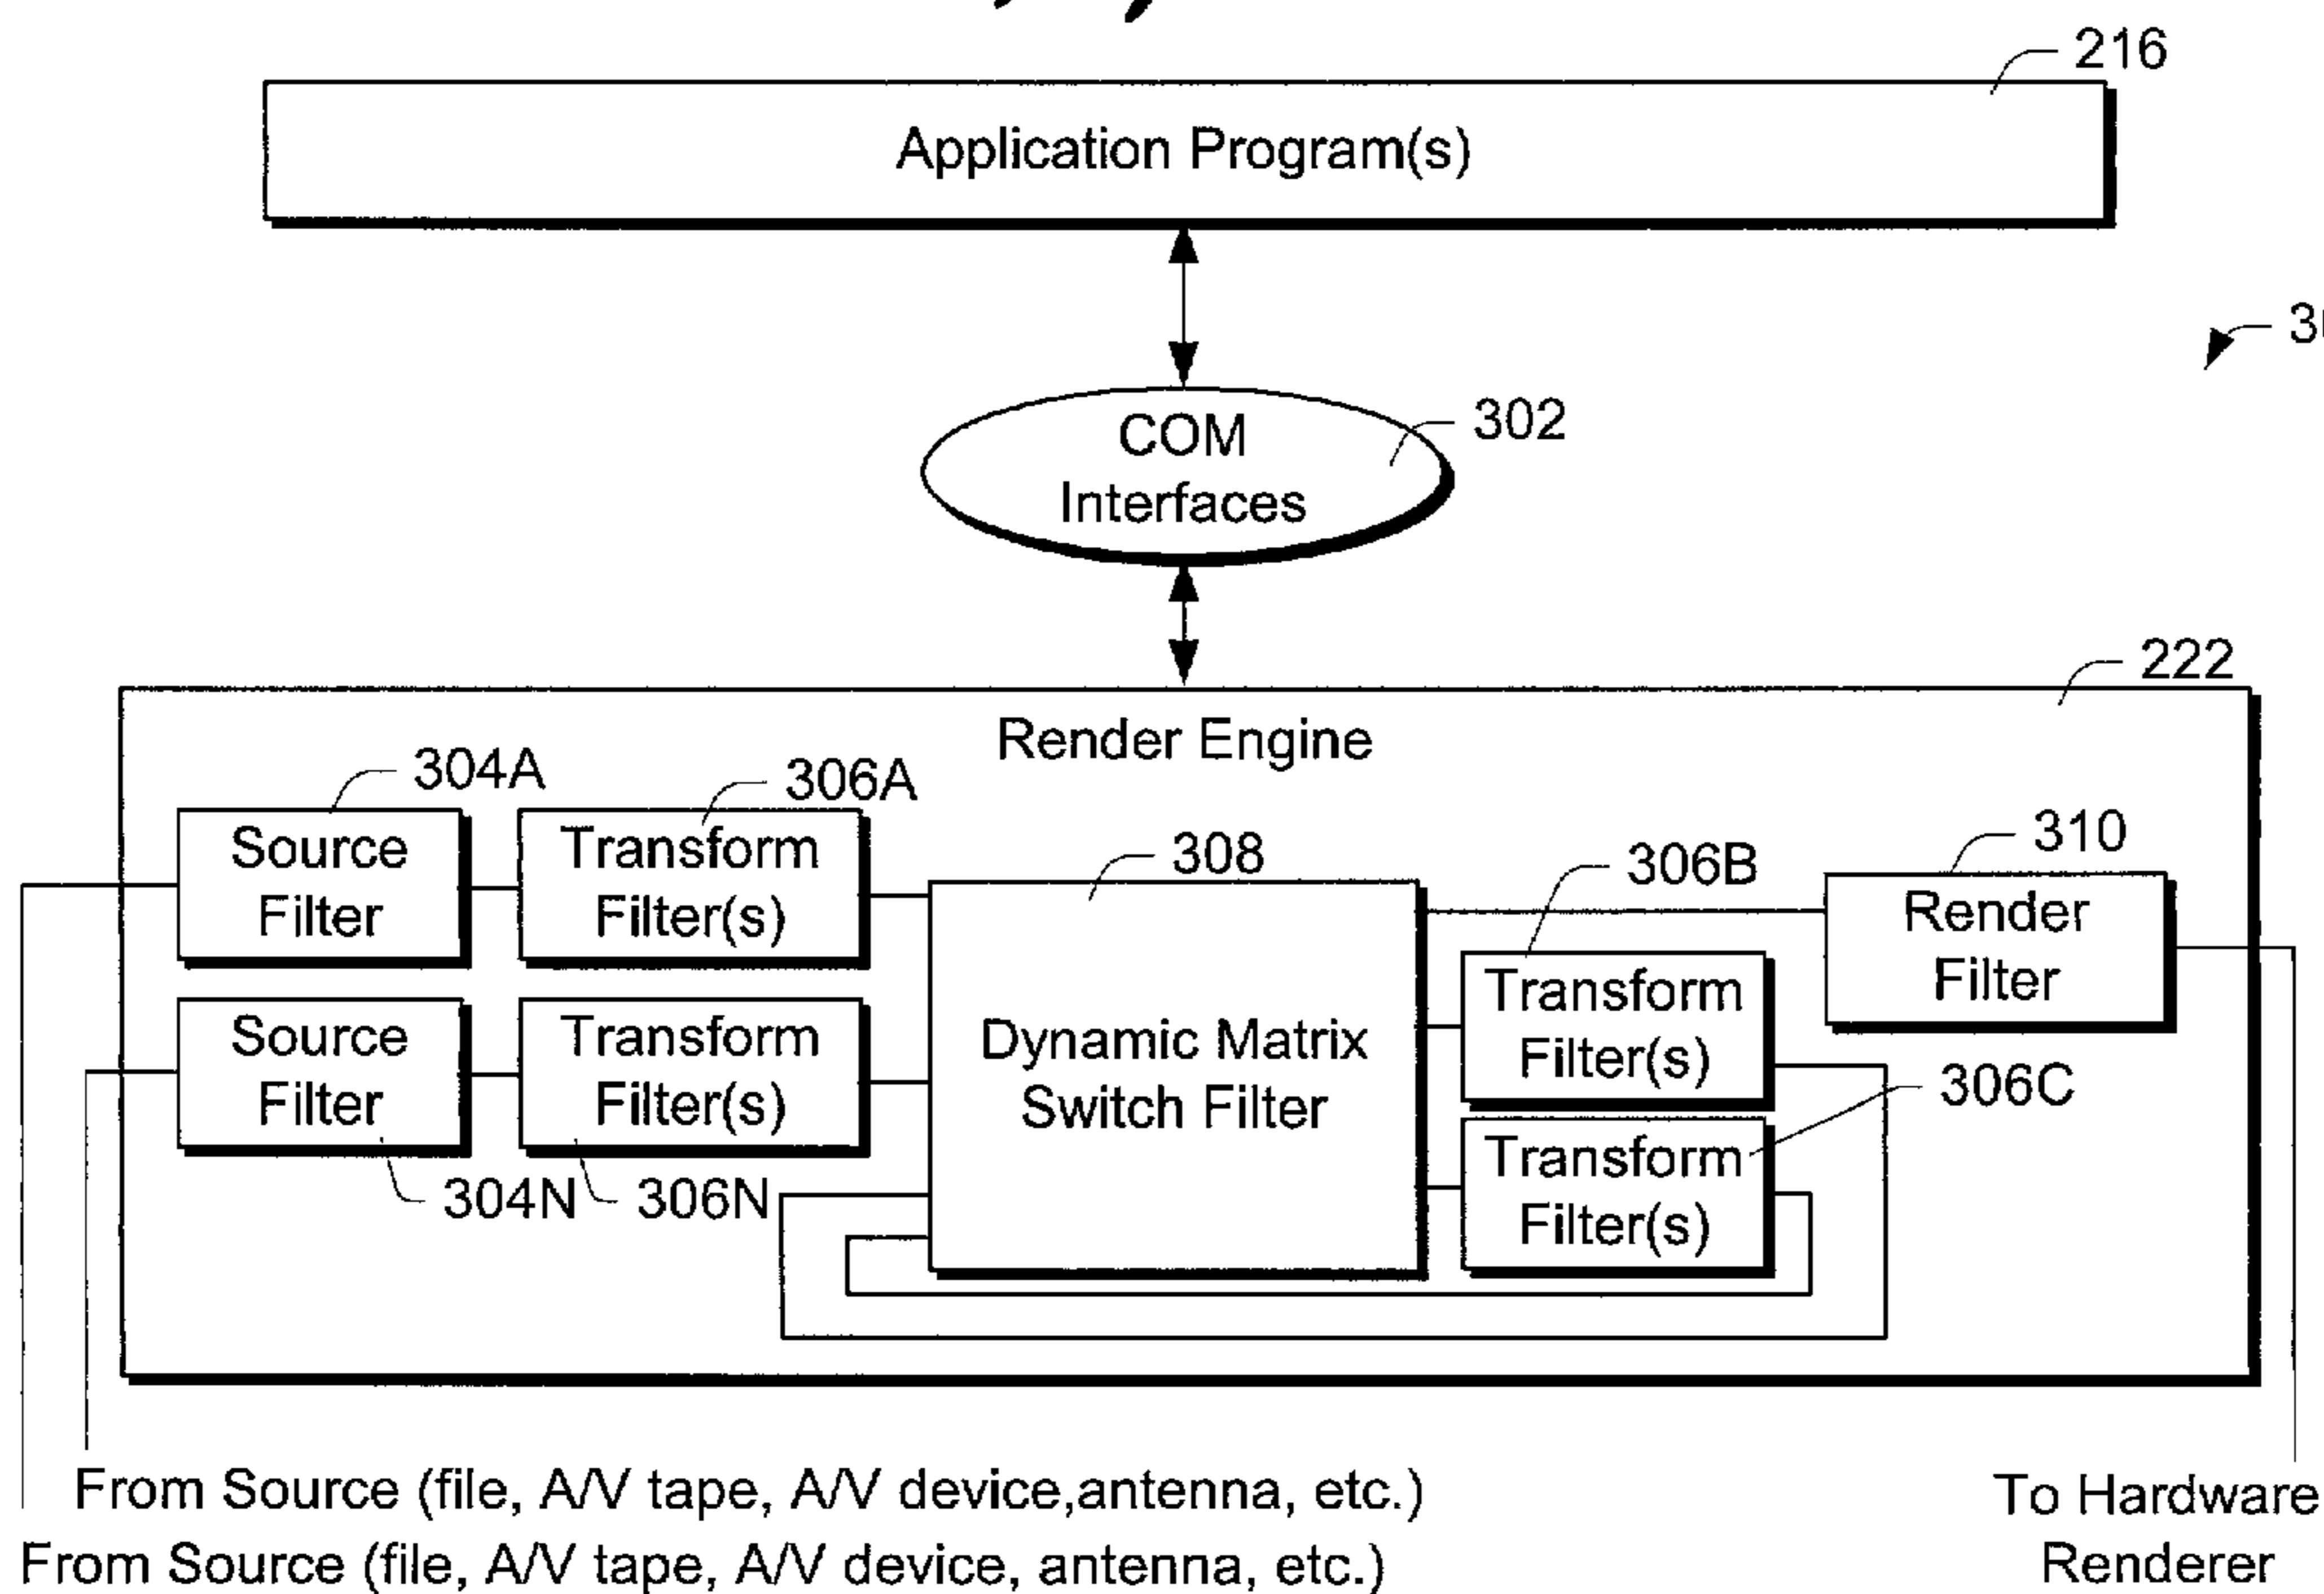 216
Application Program(s)
COM
Interfaces
302
222
Render Engine
304A
306A
Source
Filter
Transform
Filter(s)
308
306B
310
Render
Filter
Source
Filter
Transform
Filter(s)
Dynamic Matrix
Switch Filter
Transform
Filter(s)
306C
Transform
Filter(s)
304N
306N
From Source (file, A/V tape, A/V device,antenna, etc.)
From Source (file, A/V tape, A/V device, antenna, etc.)
To Hardware
Renderer